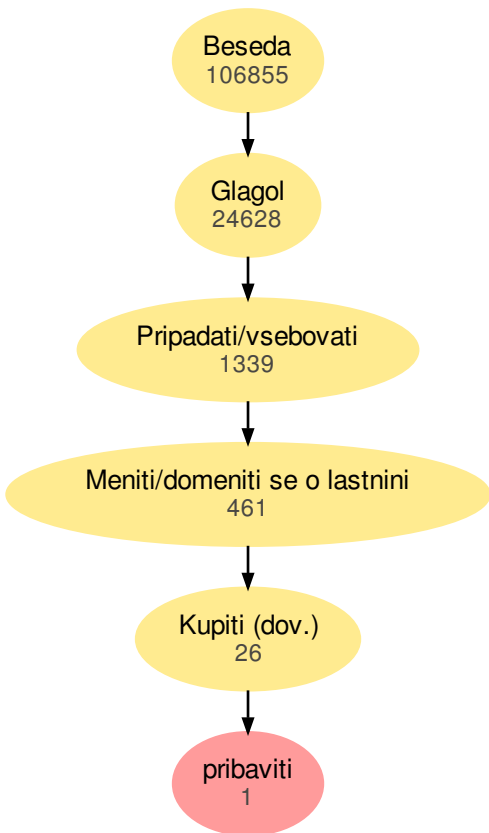 Beseda
106855
Glagol
24628
Pripadati/vsebovati
1339
Meniti/domeniti se o lastnini
461
Kupiti (dov.)
26
pribaviti
1